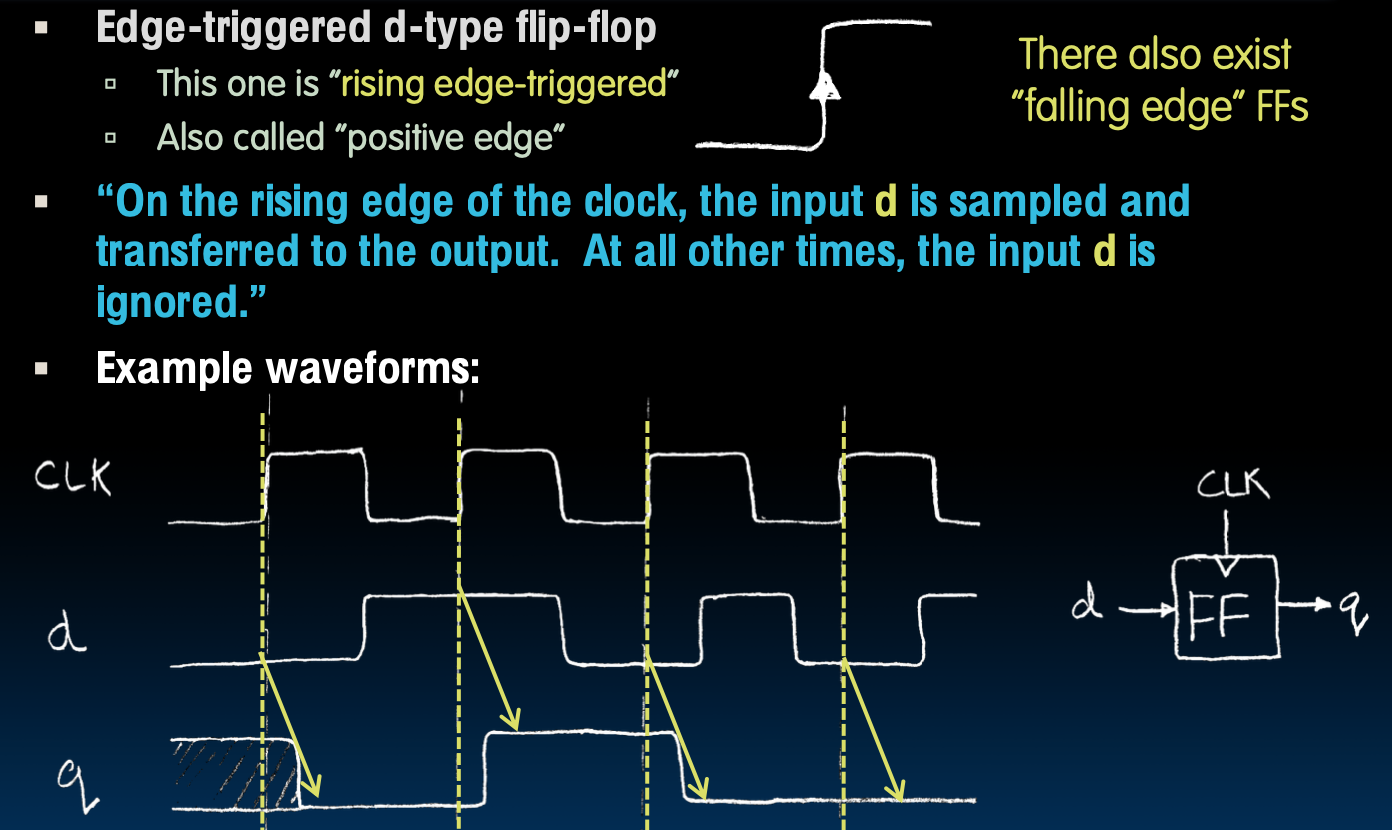 Edge-triggered d-type flip-flop
This one is “rising edge-triggered”
Also called “positive edge”
There also exist
“falling edge” FFs
“On the rising edge of the clock, the input d is sampled and
transferred to the output. At all other times, the input d is
ignored.”
Example waveforms:
CLK
d
q
CLK
d
FF
q